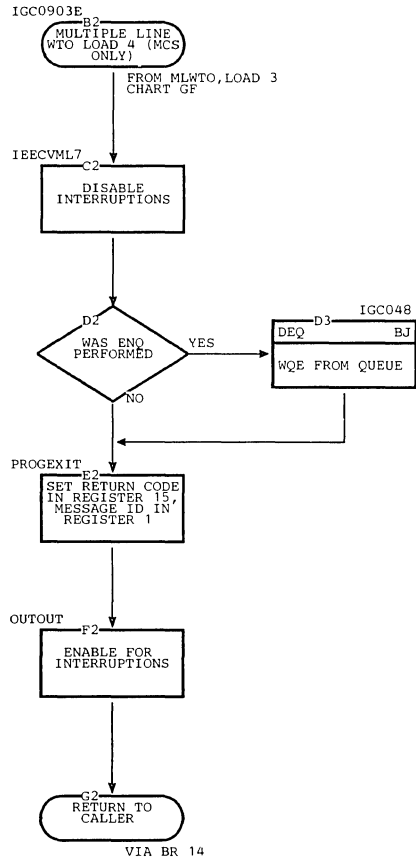 IGC0903E
B2
MULTIPLE LINE
WTO LOAD 4 (MCS
ONLY)
FROM MLWTO, LOAD 3
CHART GF
IEECVML7
C2
DISABLE
INTERRUPTIONS
D2
WAS ENQ
PERFORMED
YES
NO
IGC048
D3
DEQ BJ
WQE FROM QUEUE
PROGEXIT
E2
SET RETURN CODE
IN REGISTER 15,
MESSAGE ID IN
REGISTER 1
OUTOUT
F2
ENABLE FOR
INTERRUPTIONS
G2
RETURN TO
CALLER
VIA BR 14